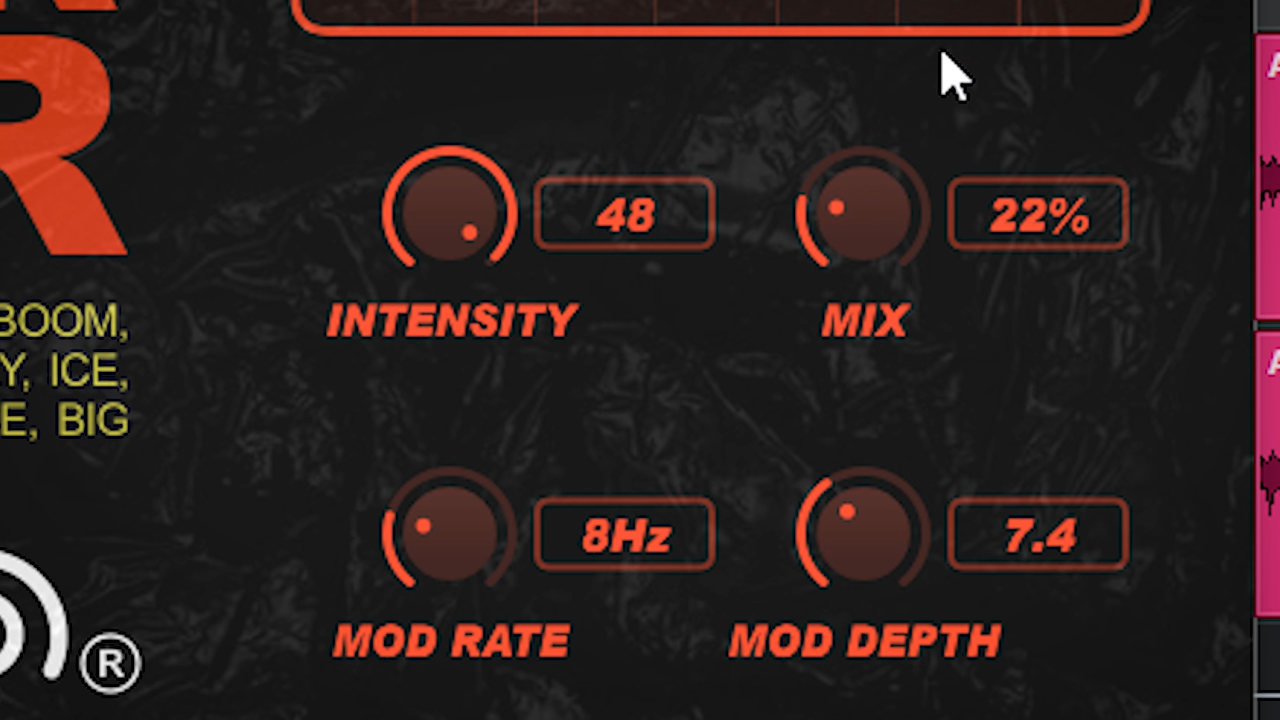 R
BOOM,
Y, ICE,
E, BIG
®
48
22%
INTENSITY
MIX
8Hz
7.4
MOD RATE
MOD DEPTH
A
A